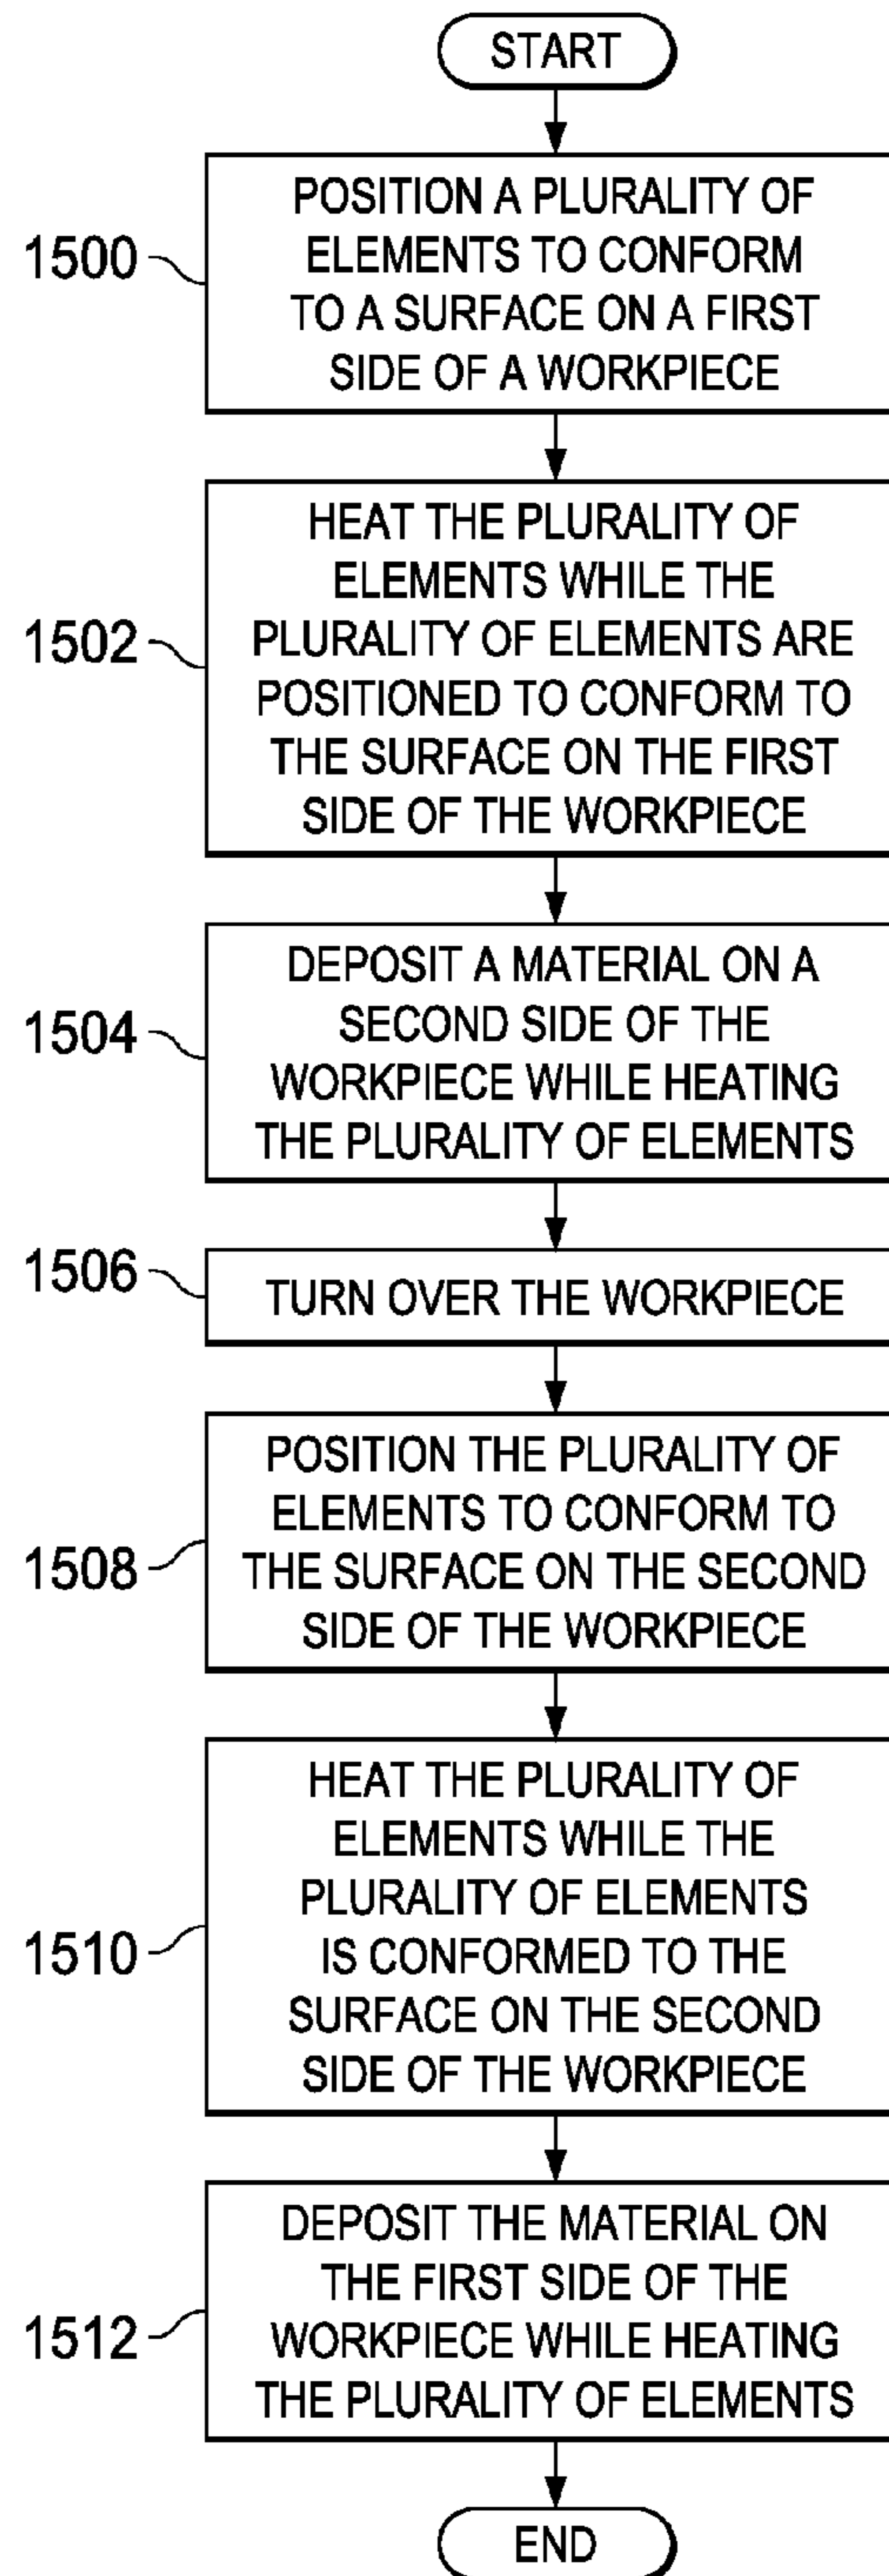 START
1500
POSITION A PLURALITY OF
ELEMENTS TO CONFORM
TO A SURFACE ON A FIRST
SIDE OF A WORKPIECE
1502
HEAT THE PLURALITY OF
ELEMENTS WHILE THE
PLURALITY OF ELEMENTS ARE
POSITIONED TO CONFORM TO
THE SURFACE ON THE FIRST
SIDE OF THE WORKPIECE
1504
DEPOSIT A MATERIAL ON A
SECOND SIDE OF THE
WORKPIECE WHILE HEATING
THE PLURALITY OF ELEMENTS
1506
TURN OVER THE WORKPIECE
1508
POSITION THE PLURALITY OF
ELEMENTS TO CONFORM TO
THE SURFACE ON THE SECOND
SIDE OF THE WORKPIECE
1510
HEAT THE PLURALITY OF
ELEMENTS WHILE THE
PLURALITY OF ELEMENTS
IS CONFORMED TO THE
SURFACE ON THE SECOND
SIDE OF THE WORKPIECE
1512
DEPOSIT THE MATERIAL ON
THE FIRST SIDE OF THE
WORKPIECE WHILE HEATING
THE PLURALITY OF ELEMENTS
END